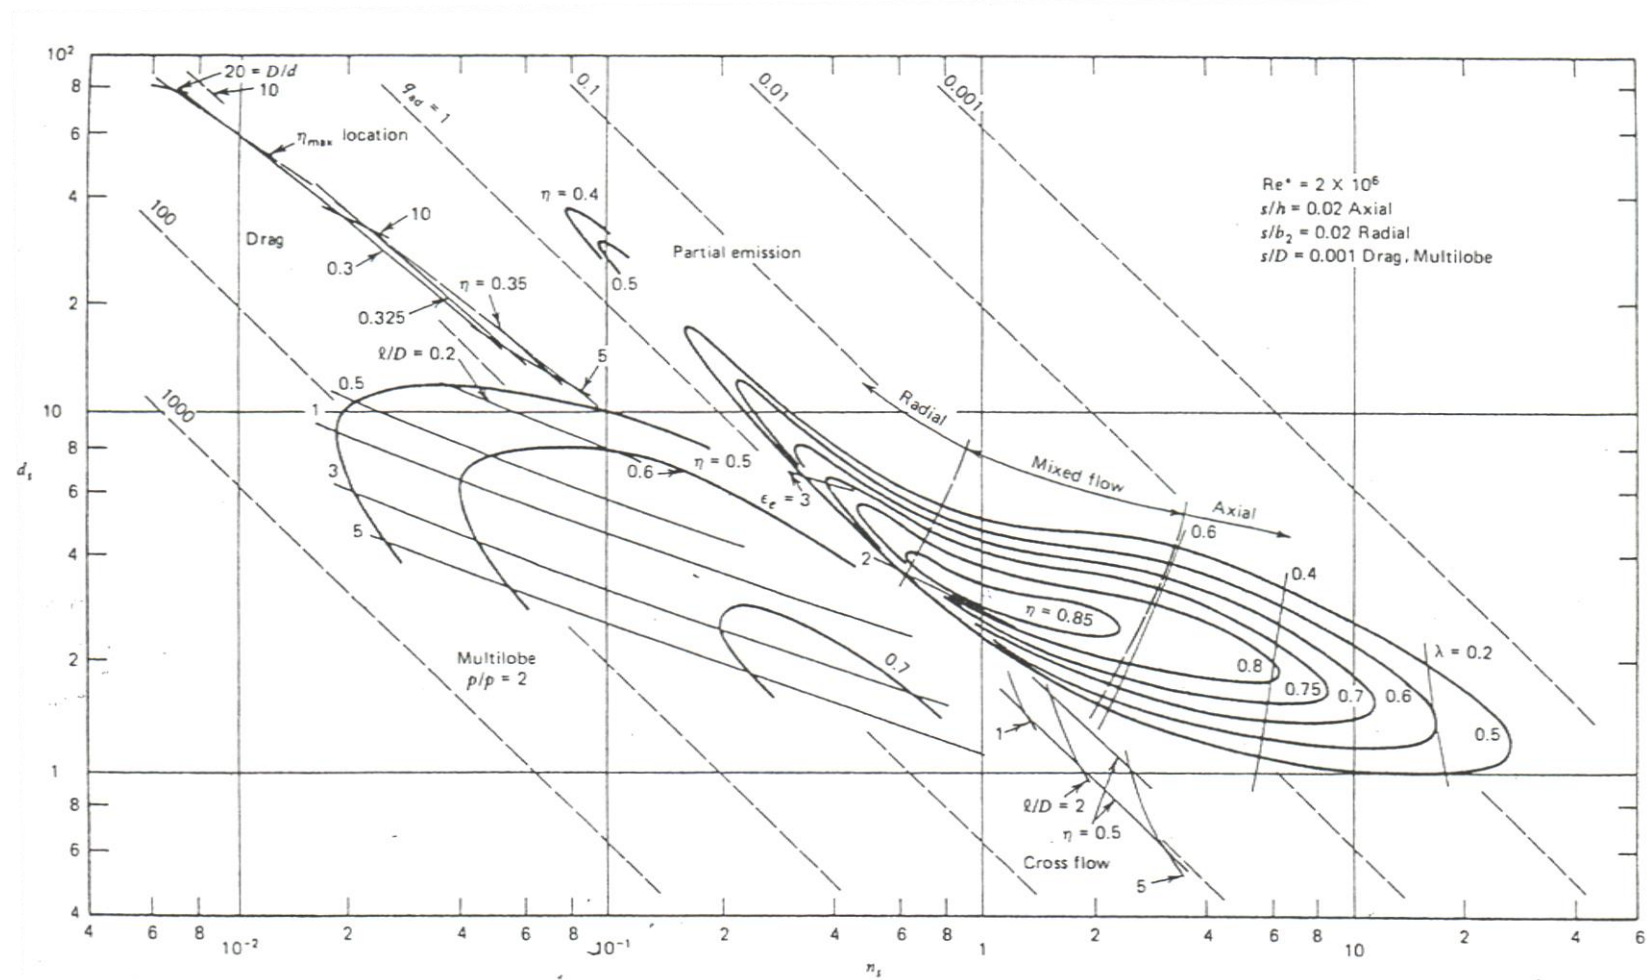 10²
8
6
4
2
10
8
6
4
2
1
8
6
4
d_s
4
6
8
10⁻²
2
4
6
8
10⁻¹
2
4
6
8
1
2
4
6
8
10
2
4
6
n_s
20 = D/d
10
η_max location
q_ad = 1
0.1
0.01
0.001
100
1000
Drag
10
0.3
0.325
η = 0.35
η = 0.4
0.5
Partial emission
Re* = 2 X 10⁶
s/h = 0.02 Axial
s/b₂ = 0.02 Radial
s/D = 0.001 Drag, Multilobe
ℓ/D = 0.2
5
0.5
1
3
5
0.6
η = 0.5
ϵ_e = 3
2
Radial
Mixed flow
Axial
0.6
0.4
λ = 0.2
η = 0.85
0.8
0.75
0.7
0.6
0.5
0.7
Multilobe
p/p = 2
1
ℓ/D = 2
η = 0.5
Cross flow
5